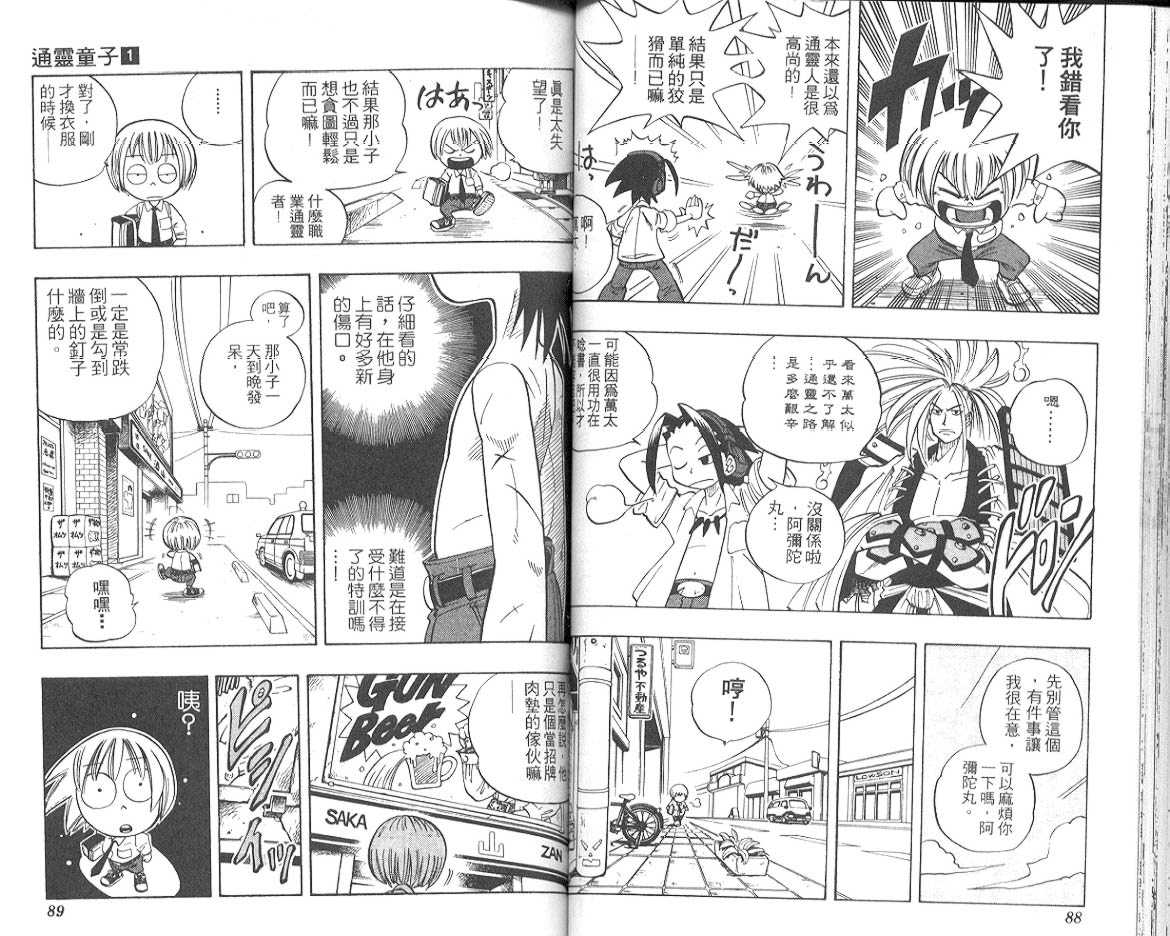 我錯看你
了！
本來還以為
通靈人是很
高尚的！
結果只是
單純的狡
猾而已嘛
うわーーん
だー〜っ
嗯……
看來萬太似
乎還不了解
…通靈之路
是多麼艱辛
…
沒關係啦
，阿彌陀
丸…
可能因為萬太
一直很用功在
唸書，所以才
先別管這個
，有件事讓
我很在意，
可以麻煩你
一下嗎，阿
彌陀丸。
LAWSON
哼！
つるや不動産
88
通靈童子1
真是太失
望了！
はあっ
結果那小子
也不過只是
想貪圖輕鬆
而已嘛！
什麼職
業通靈
者！
……
對了，剛
才換衣服
的時候
仔細看的
話，在他身
上有好多新
的傷口。
難道是在接
受什麼不得
了的特訓嗎
…！
算了
吧，
那小子一
天到晚發
呆，
一定是常跌
倒或是勾到
牆上的釘子
什麼的。
嘿嘿…
再怎麼說，他
只是個當招牌
肉墊的傢伙嘛
GUN
Beer
SAKA
山
ZAN
咦？
89